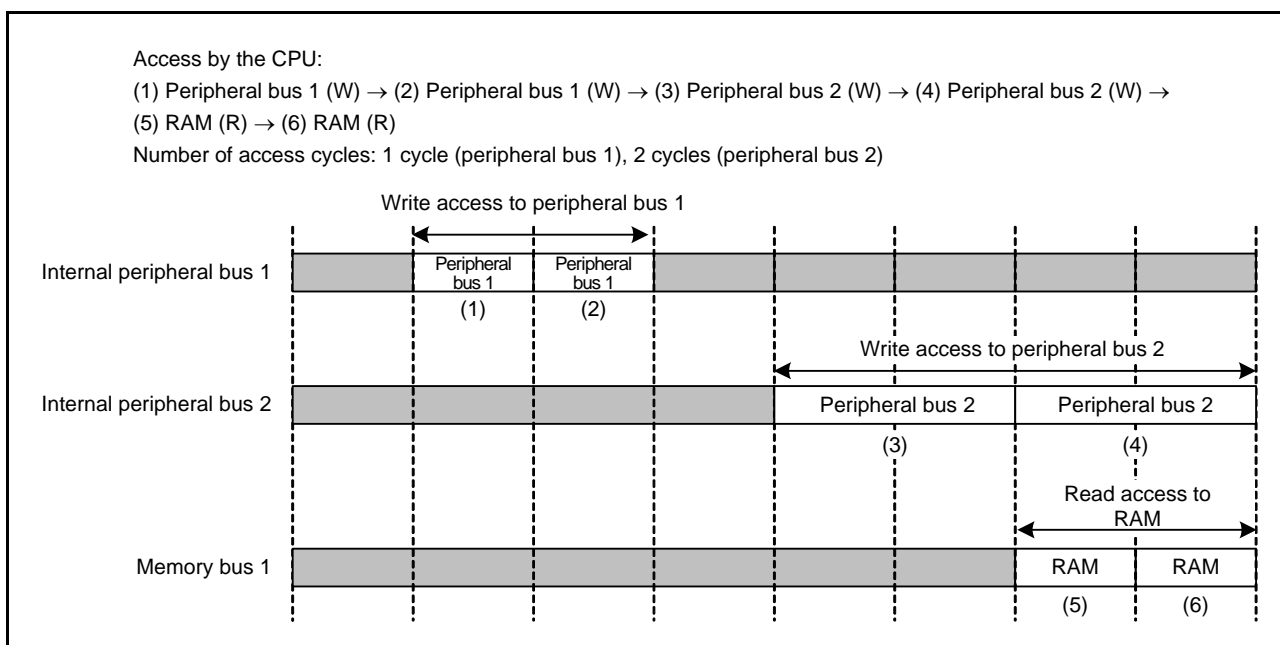 Access by the CPU:
(1) Peripheral bus 1 (W) → (2) Peripheral bus 1 (W) → (3) Peripheral bus 2 (W) → (4) Peripheral bus 2 (W) →
(5) RAM (R) → (6) RAM (R)
Number of access cycles: 1 cycle (peripheral bus 1), 2 cycles (peripheral bus 2)
Write access to peripheral bus 1
Internal peripheral bus 1
Peripheral
bus 1
Peripheral
bus 1
(1)
(2)
Write access to peripheral bus 2
Internal peripheral bus 2
Peripheral bus 2
Peripheral bus 2
(3)
(4)
Read access to
RAM
Memory bus 1
RAM
RAM
(5)
(6)